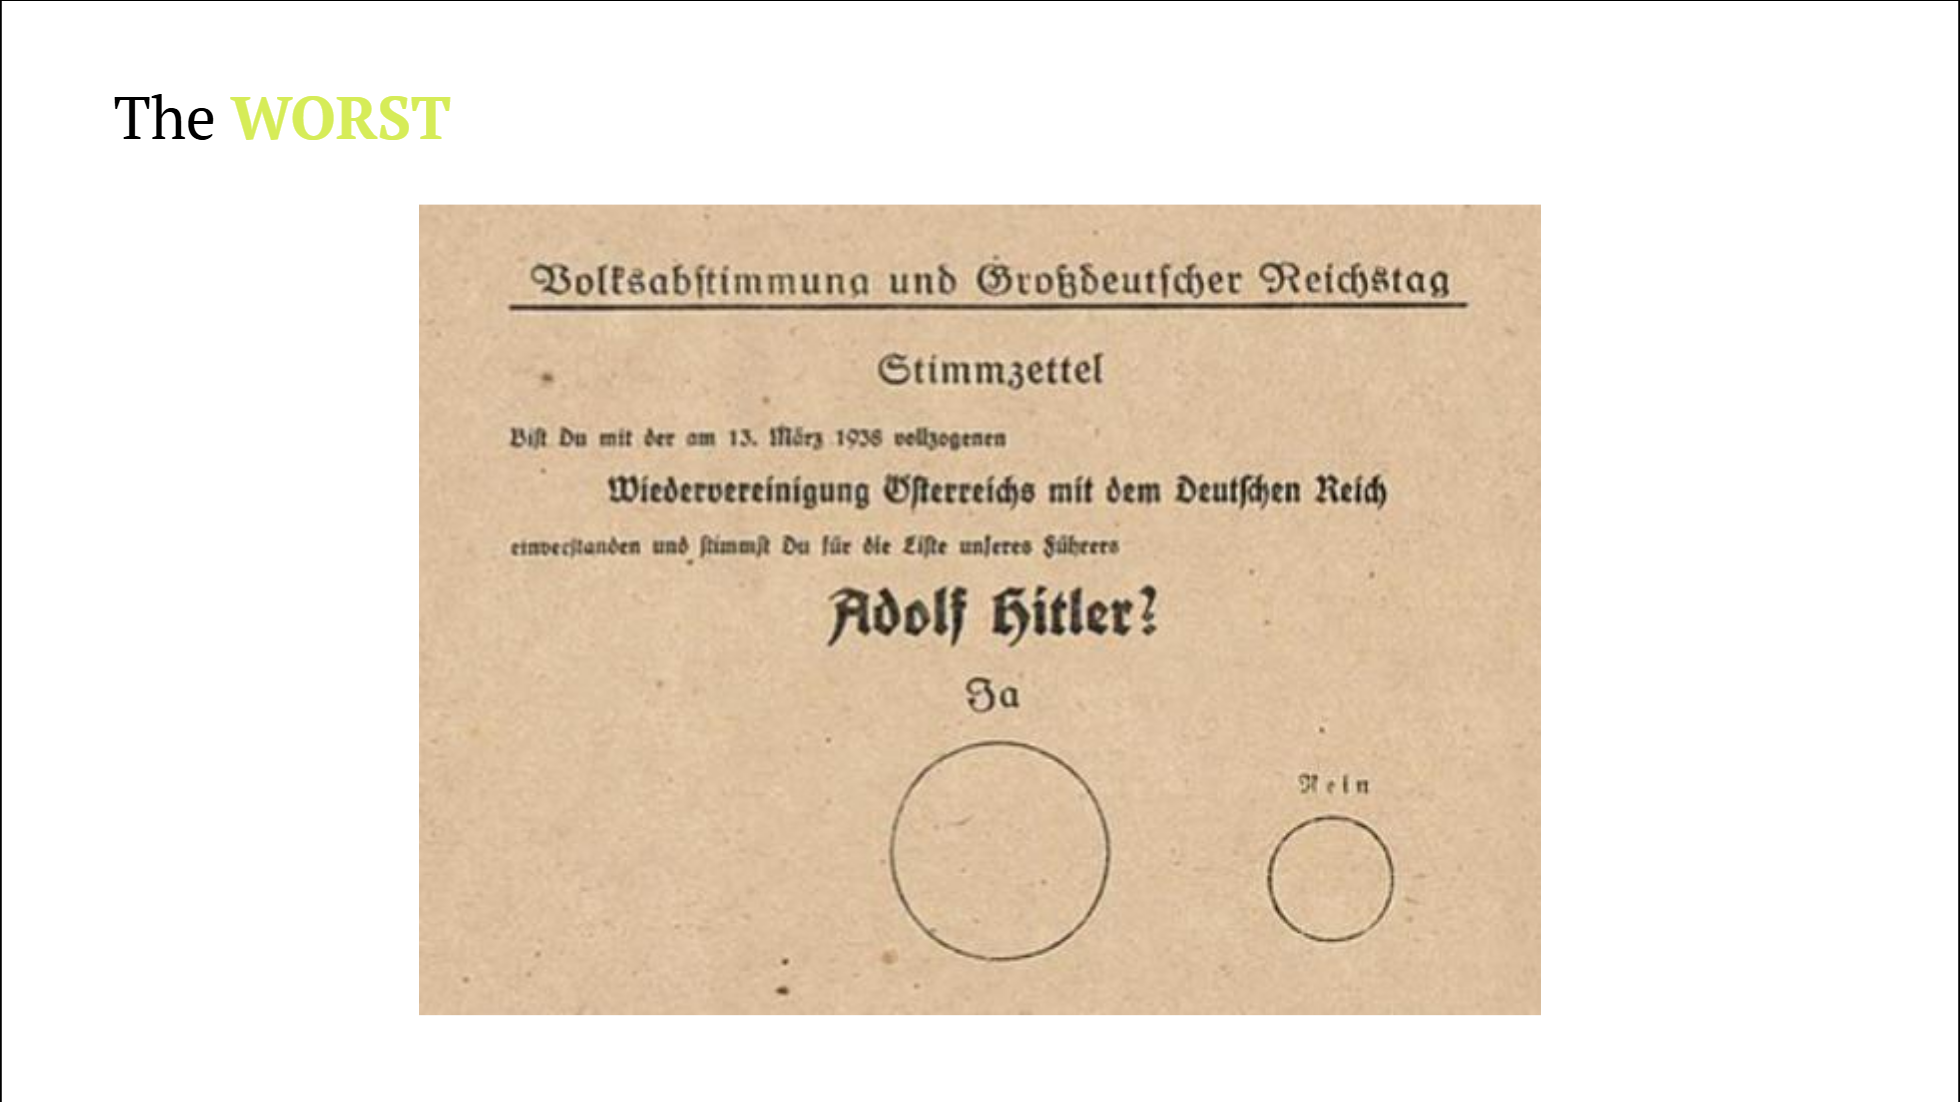 The WORST
Volksabstimmung und Großdeutscher Reichstag
Stimmzettel
Bist Du mit der am 13. März 1938 vollzogenen
Wiedervereinigung Österreichs mit dem Deutschen Reich
einverstanden und stimmst Du für die Liste unseres Führers
Adolf Hitler?
Ja
Nein